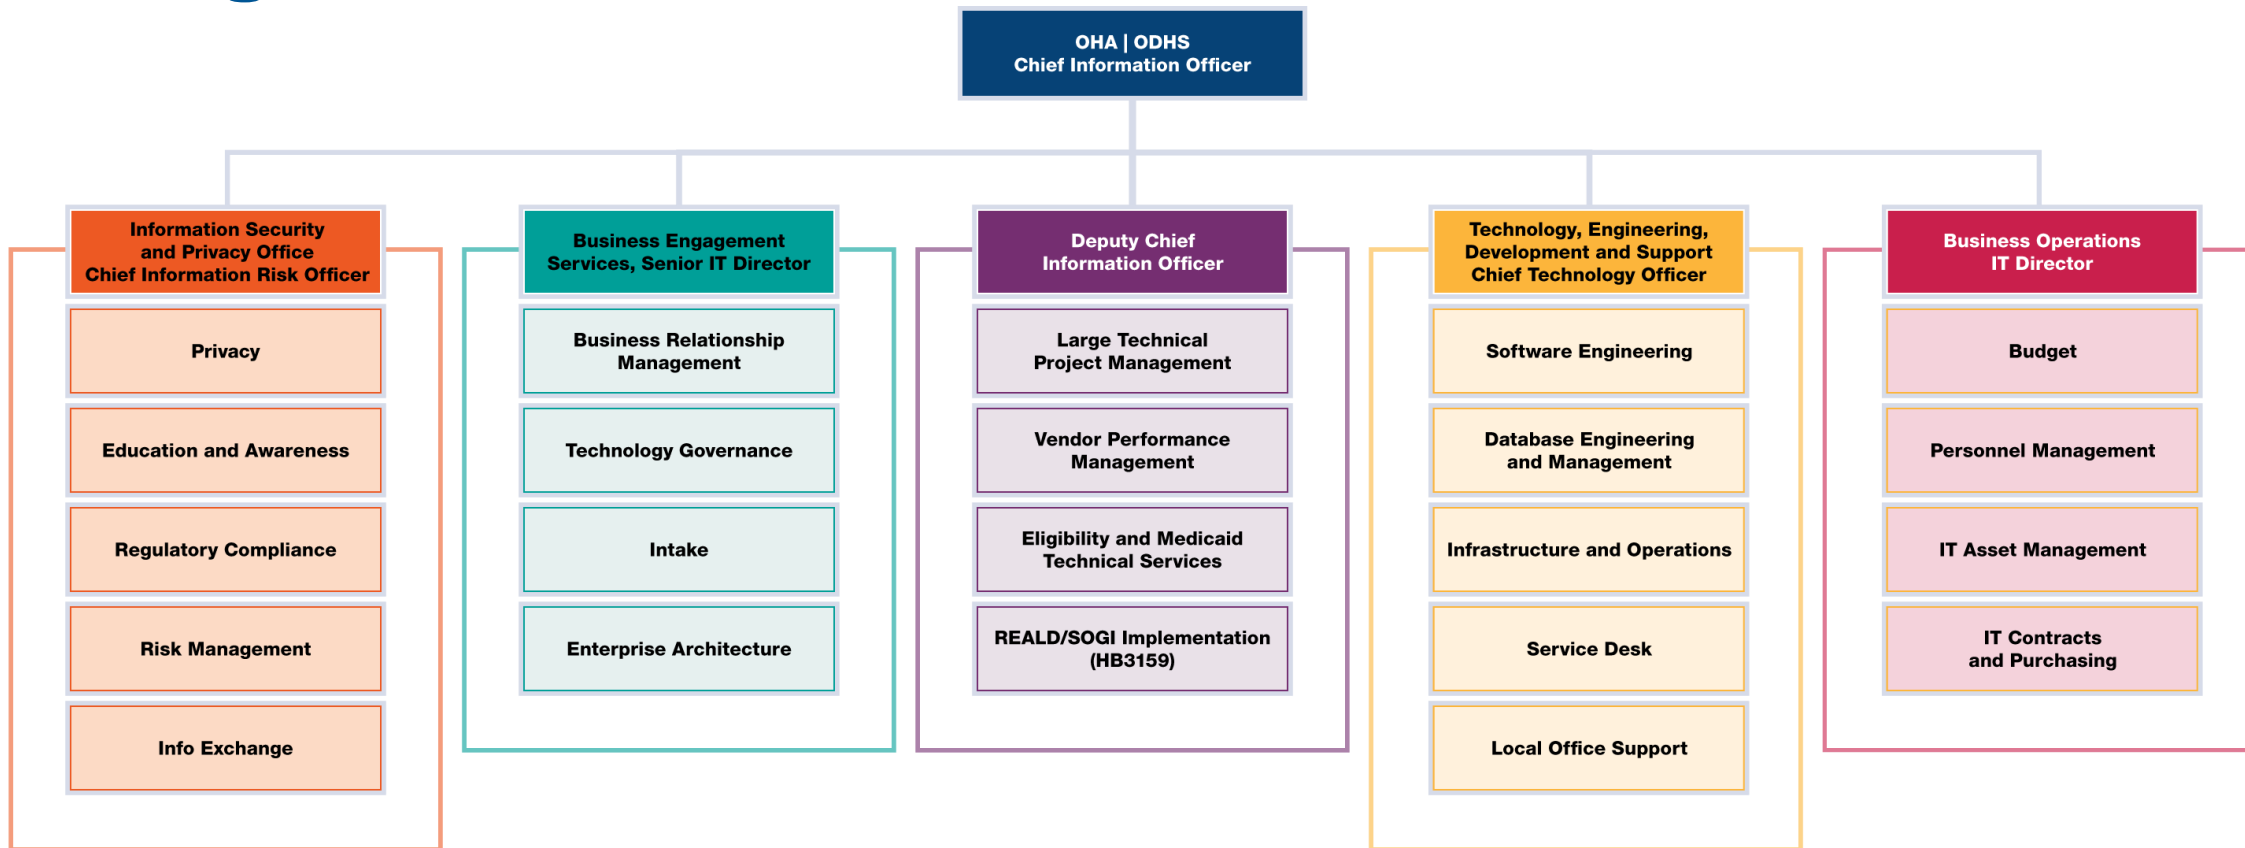 OHA | ODHS
Chief Information Officer
Information Security
and Privacy Office
Chief Information Risk Officer
Privacy
Education and Awareness
Regulatory Compliance
Risk Management
Info Exchange
Business Engagement
Services, Senior IT Director
Business Relationship
Management
Technology Governance
Intake
Enterprise Architecture
Deputy Chief
Information Officer
Large Technical
Project Management
Vendor Performance
Management
Eligibility and Medicaid
Technical Services
REALD/SOGI Implementation
(HB3159)
Technology, Engineering,
Development and Support
Chief Technology Officer
Software Engineering
Database Engineering
and Management
Infrastructure and Operations
Service Desk
Local Office Support
Business Operations
IT Director
Budget
Personnel Management
IT Asset Management
IT Contracts
and Purchasing